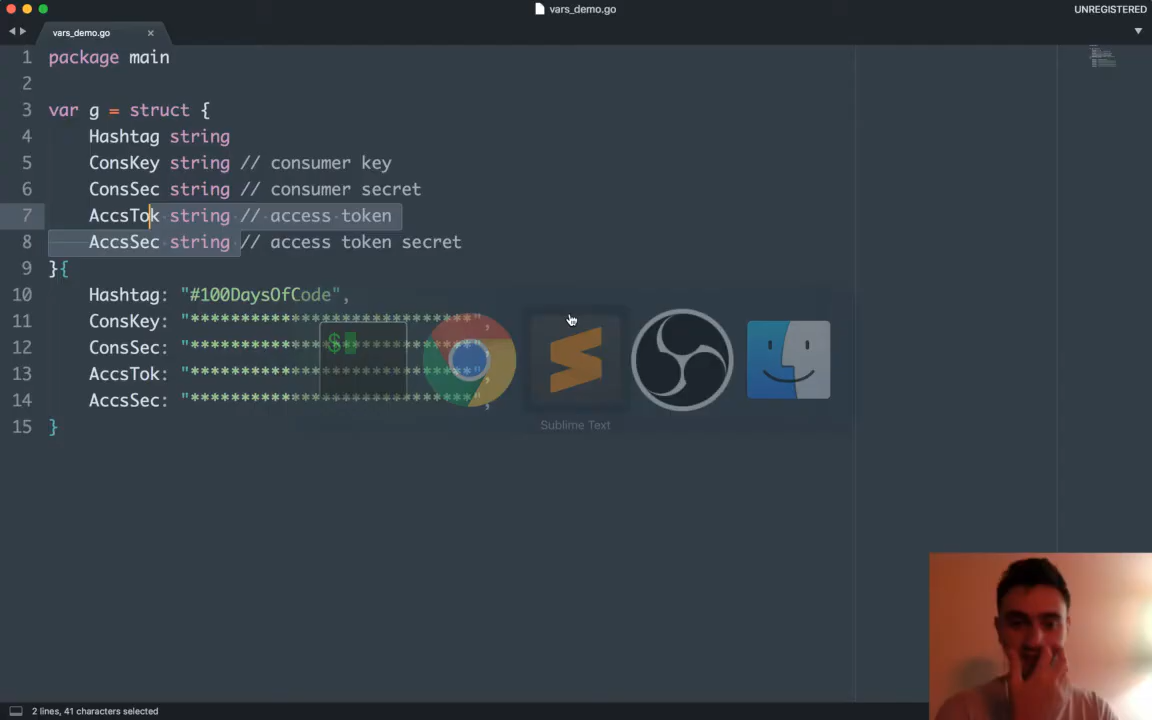 vars_demo.go
UNREGISTERED
vars_demo.go
1 package main
2
3 var g = struct {
4 Hashtag string
5 ConsKey string // consumer key
6 ConsSec string // consumer secret
7 AccsTok string // access token
8 AccsSec string // access token secret
9 }{
10 Hashtag: "#100DaysOfCode",
11 ConsKey: "****************************",
12 ConsSec: "****************************",
13 AccsTok: "****************************",
14 AccsSec: "****************************",
15 }
$
Sublime Text
2 lines, 41 characters selected